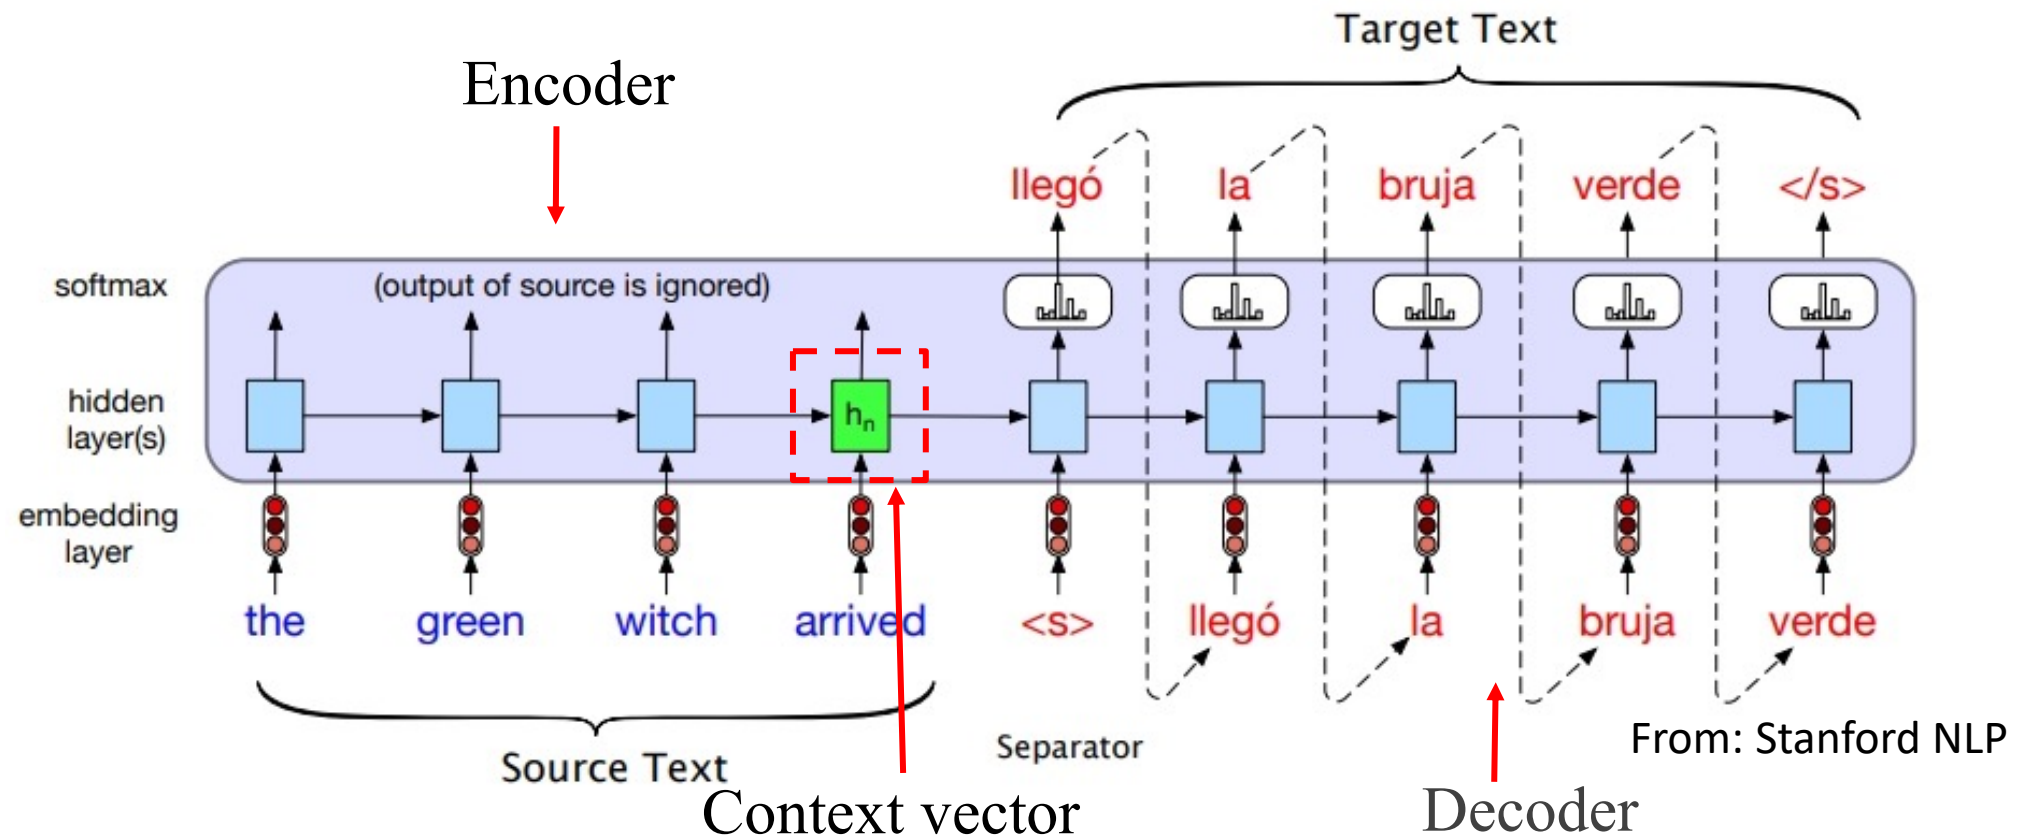 Target Text
Encoder
llegó la bruja verde </s>
softmax (output of source is ignored)
hidden
layer(s)
hn
embedding
layer
the green witch arrived <s> llegó la bruja verde
Separator
From: Stanford NLP
Source Text
Context vector
Decoder